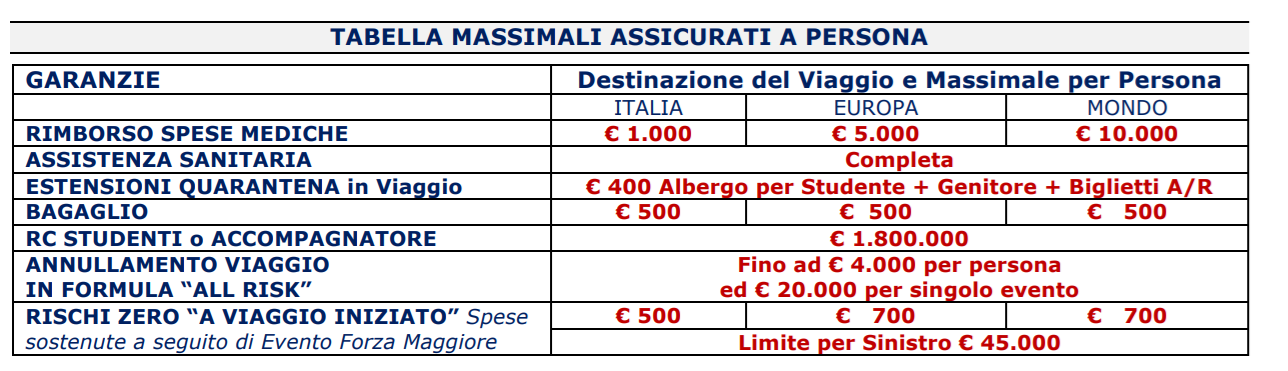 TABELLA MASSIMALI ASSICURATI A PERSONA
GARANZIE Destinazione del Viaggio e Massimale per Persona
ITALIA EUROPA MONDO
RIMBORSO SPESE MEDICHE € 1.000 € 5.000 € 10.000
ASSISTENZA SANITARIA Completa
ESTENSIONI QUARANTENA in Viaggio € 400 Albergo per Studente + Genitore + Biglietti A/R
BAGAGLIO € 500 € 500 € 500
RC STUDENTI o ACCOMPAGNATORE € 1.800.000
ANNULLAMENTO VIAGGIO Fino ad € 4.000 per persona
IN FORMULA “ALL RISK” ed € 20.000 per singolo evento
RISCHI ZERO “A VIAGGIO INIZIATO” Spese € 500 € 700 € 700
sostenute a seguito di Evento Forza Maggiore Limite per Sinistro € 45.000